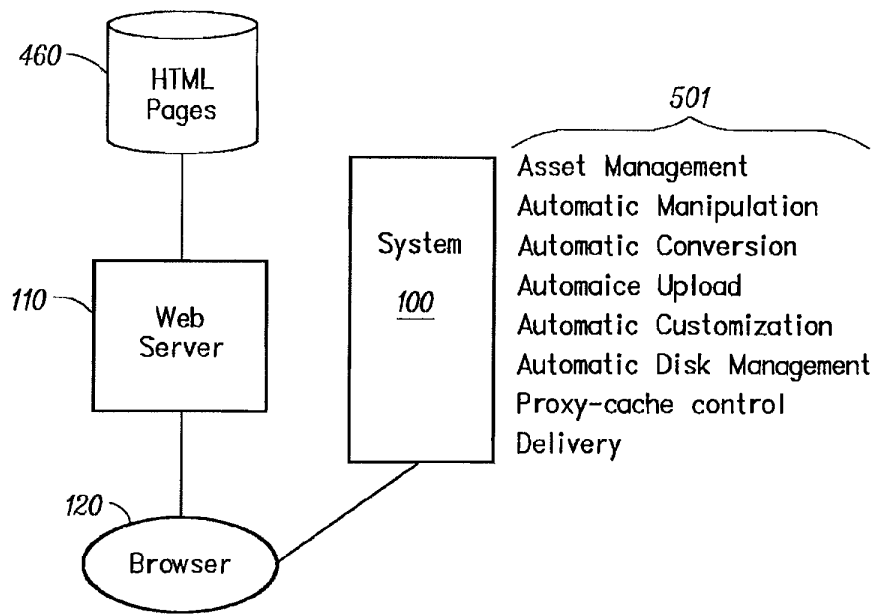 460
HTML
Pages
501
Asset Management
Automatic Manipulation
Automatic Conversion
Automaice Upload
Automatic Customization
Automatic Disk Management
Proxy-cache control
Delivery
System
100
110
Web
Server
120
Browser